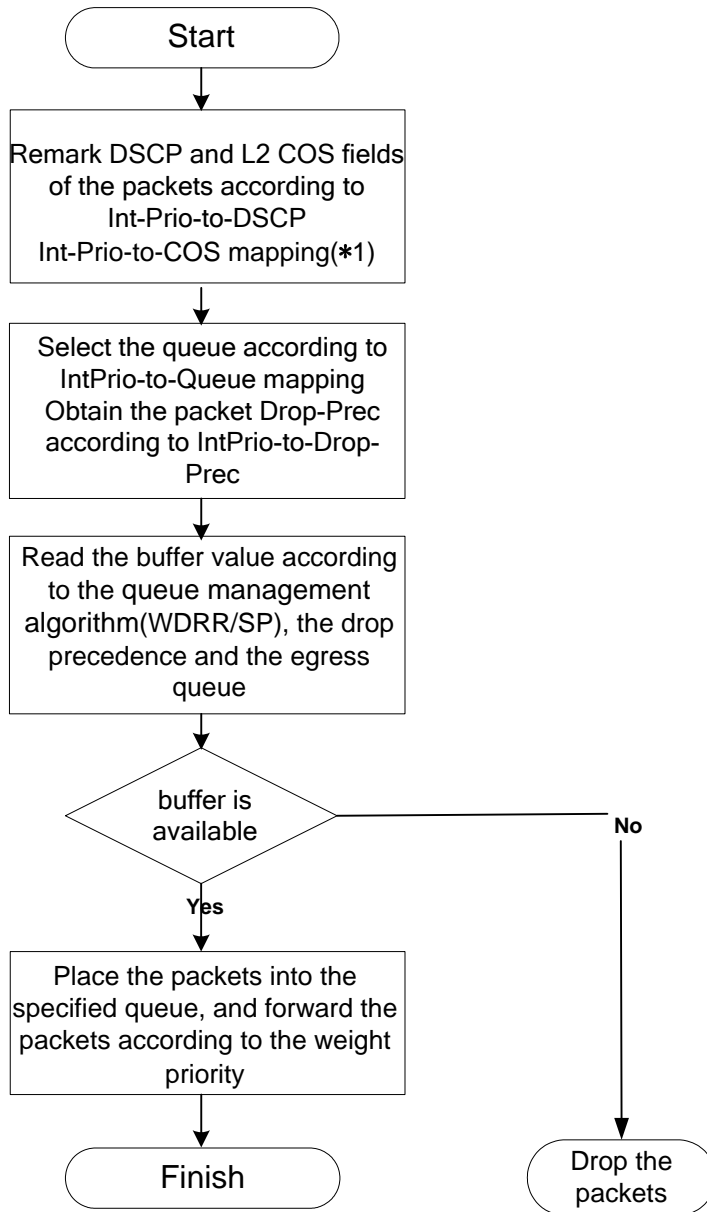 Start
Remark DSCP and L2 COS fields
of the packets according to
Int-Prio-to-DSCP
Int-Prio-to-COS mapping(*1)
Select the queue according to
IntPrio-to-Queue mapping
Obtain the packet Drop-Prec
according to IntPrio-to-Drop-
Prec
Read the buffer value according
to the queue management
algorithm(WDRR/SP), the drop
precedence and the egress
queue
buffer is
available
No
Yes
Place the packets into the
specified queue, and forward the
packets according to the weight
priority
Finish
Drop the
packets